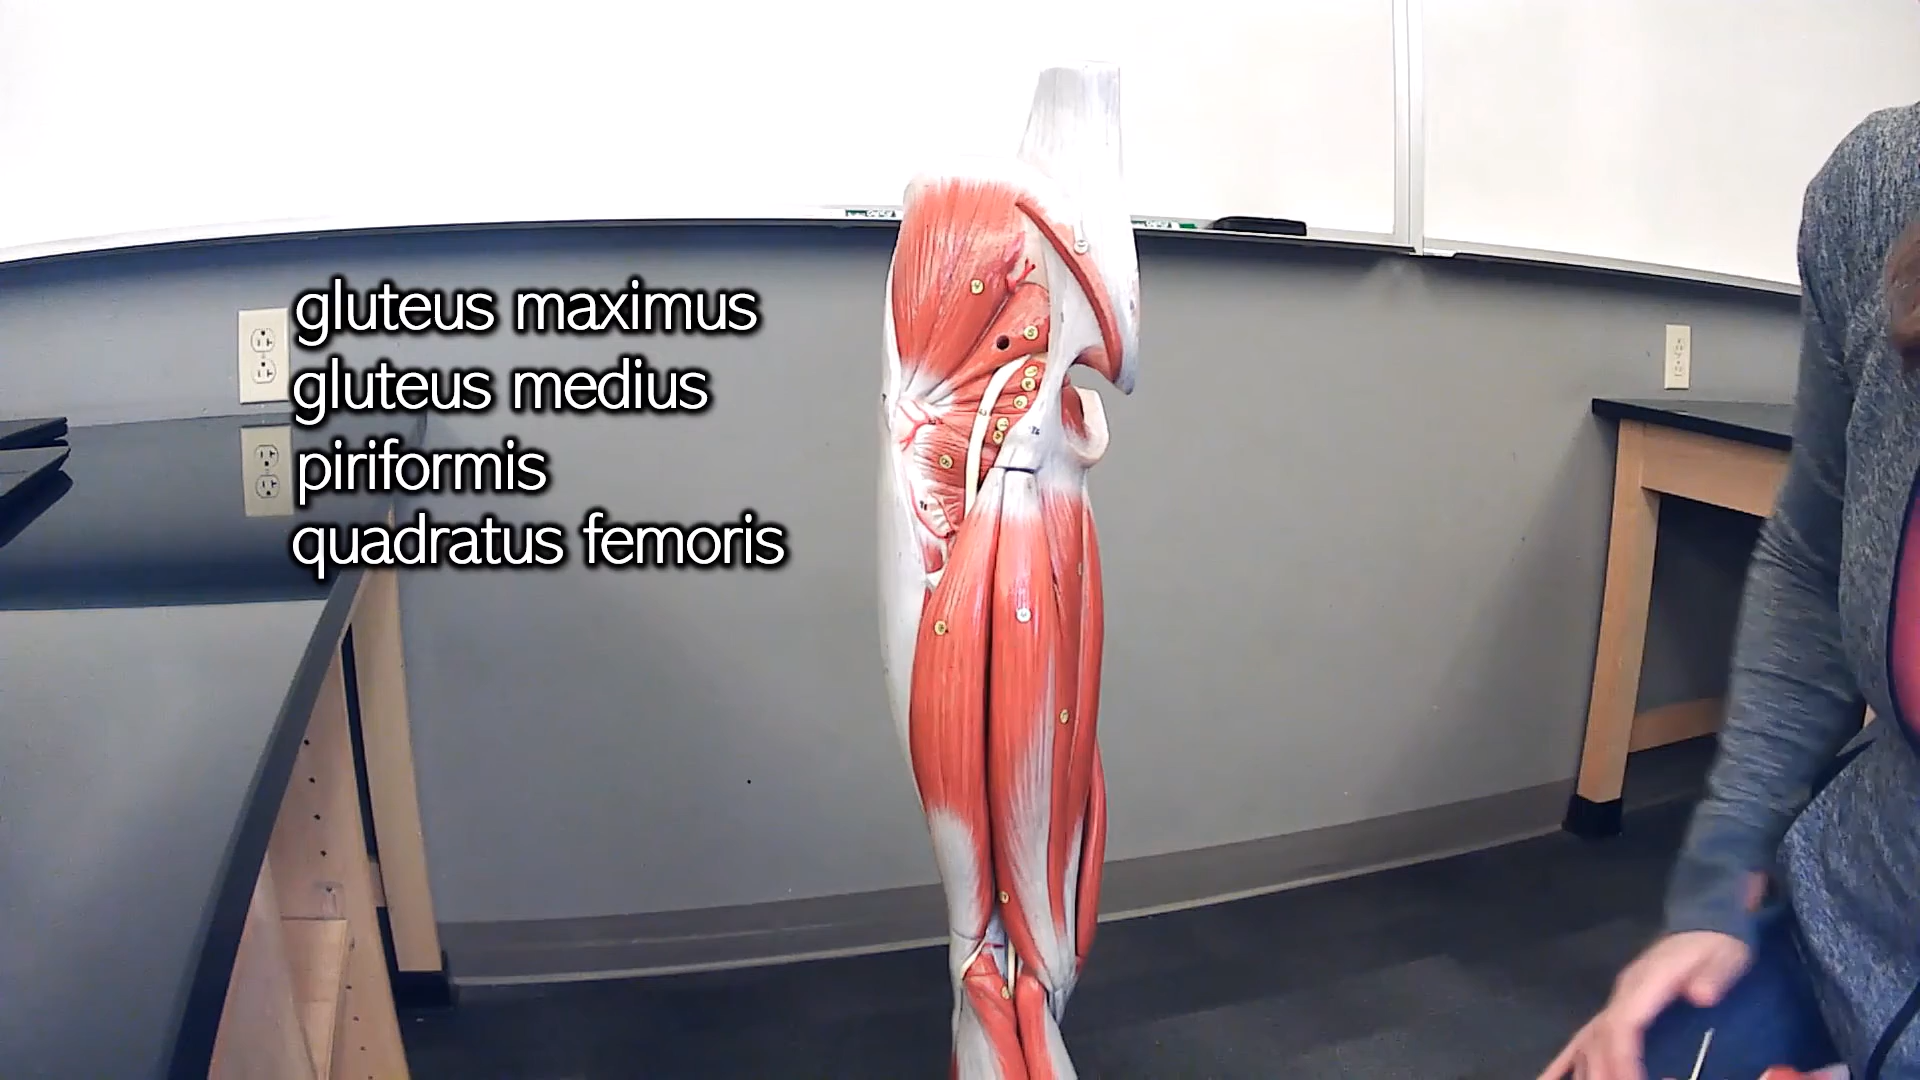 gluteus maximus
gluteus medius
piriformis
quadratus femoris